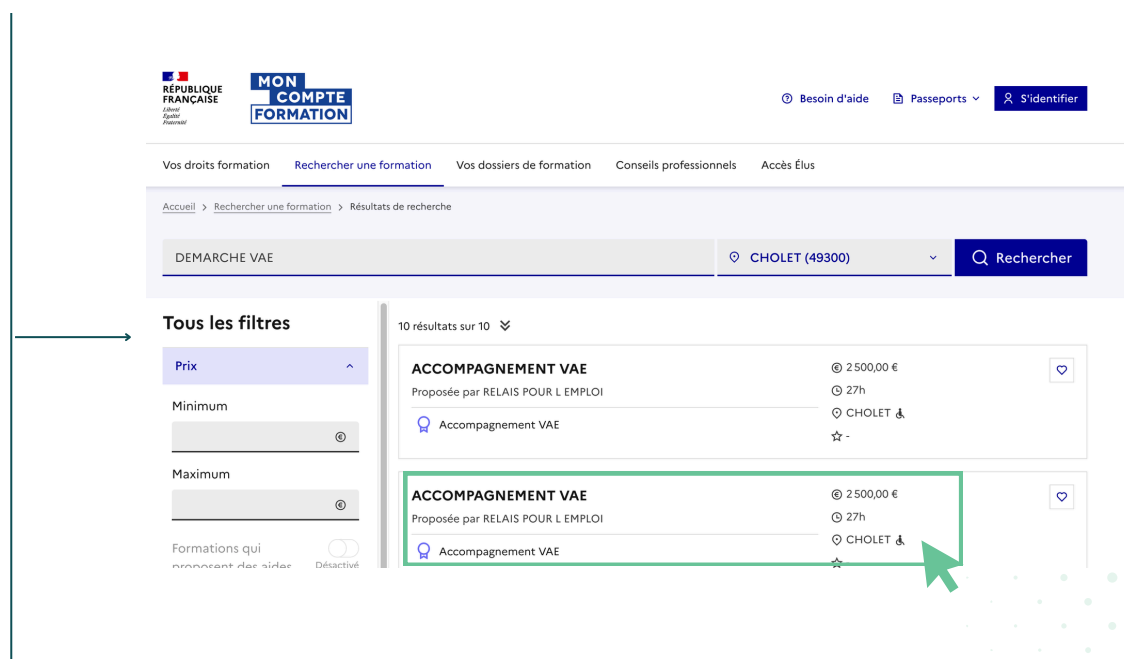 RÉPUBLIQUE
FRANÇAISE
Liberté
Égalité
Fraternité
MON
COMPTE
FORMATION
Besoin d'aide
Passeports
S'identifier
Vos droits formation
Rechercher une formation
Vos dossiers de formation
Conseils professionnels
Accès Élus
Accueil > Rechercher une formation > Résultats de recherche
DEMARCHE VAE
CHOLET (49300)
Rechercher
Tous les filtres
Prix
Minimum
€
Maximum
€
Formations qui
proposent des aides
Désactivé
10 résultats sur 10
ACCOMPAGNEMENT VAE
Proposée par RELAIS POUR L EMPLOI
Accompagnement VAE
€ 2 500,00 €
27h
CHOLET
-
ACCOMPAGNEMENT VAE
Proposée par RELAIS POUR L EMPLOI
Accompagnement VAE
€ 2 500,00 €
27h
CHOLET